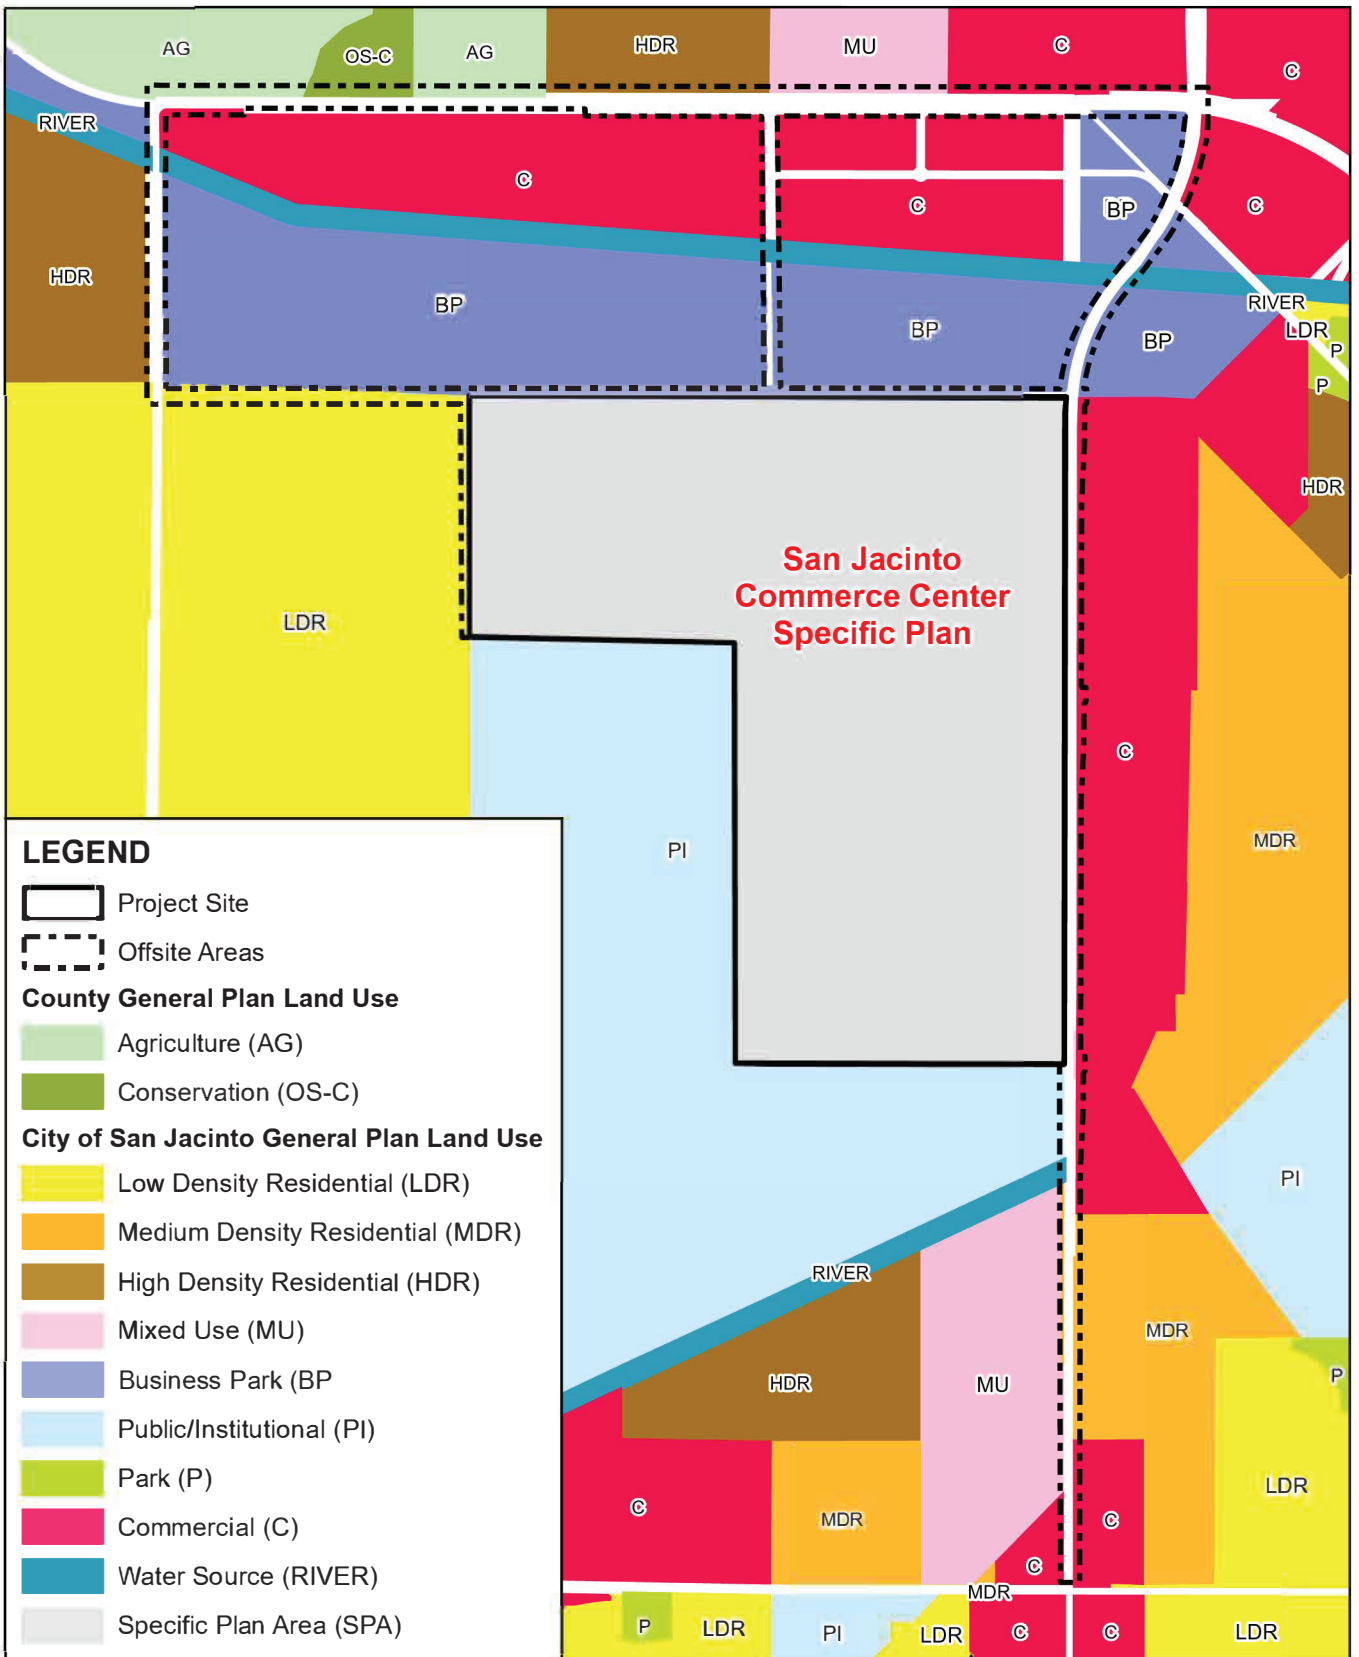 AG
OS-C
AG
HDR
MU
C
C
RIVER
C
C
BP
C
HDR
BP
BP
BP
RIVER
LDR
P
P
HDR
San Jacinto
Commerce Center
Specific Plan
LDR
C
MDR
PI
PI
RIVER
MDR
HDR
MU
P
LDR
C
MDR
C
C
MDR
P
LDR
PI
LDR
C
C
LDR
LEGEND
Project Site
Offsite Areas
County General Plan Land Use
Agriculture (AG)
Conservation (OS-C)
City of San Jacinto General Plan Land Use
Low Density Residential (LDR)
Medium Density Residential (MDR)
High Density Residential (HDR)
Mixed Use (MU)
Business Park (BP
Public/Institutional (PI)
Park (P)
Commercial (C)
Water Source (RIVER)
Specific Plan Area (SPA)